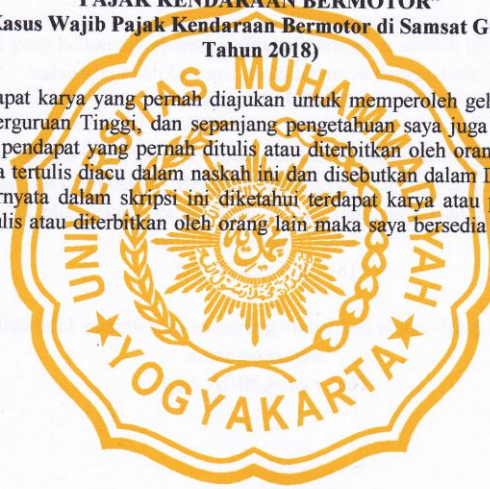 PAJAK KENDARAAN BERMOTOR"
Kasus Wajib Pajak Kendaraan Bermotor di Samsat G
Tahun 2018)
apat karya yang pernah diajukan untuk memperoleh gel
erguruan Tinggi, dan sepanjang pengetahuan saya juga
pendapat yang pernah ditulis atau diterbitkan oleh oran
a tertulis diacu dalam naskah ini dan disebutkan dalam D
ernyata dalam skripsi ini diketahui terdapat karya atau p
ulis atau diterbitkan oleh orang lain maka saya bersedia
UNIVERSITAS MUHAMMADIYAH
YOGYAKARTA